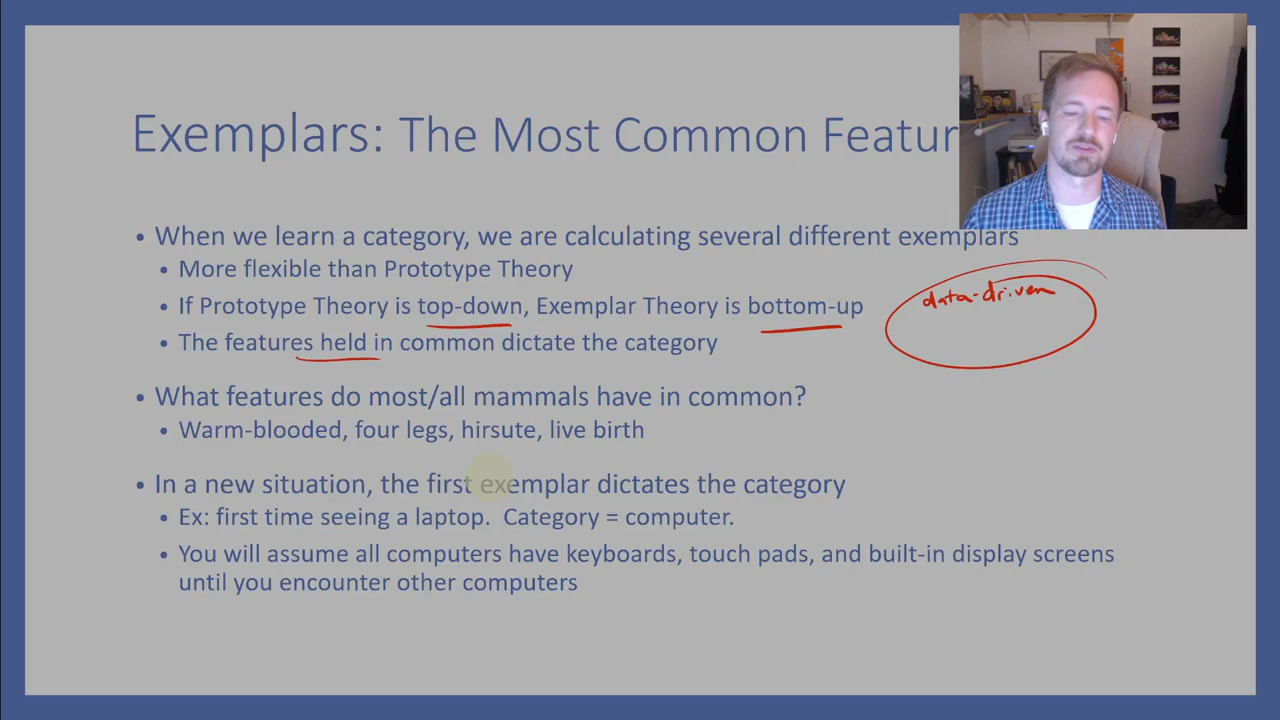 Exemplars: The Most Common Featur
• When we learn a category, we are calculating several different exemplars
• More flexible than Prototype Theory
• If Prototype Theory is top-down, Exemplar Theory is bottom-up
data-driven
• The features held in common dictate the category
• What features do most/all mammals have in common?
• Warm-blooded, four legs, hirsute, live birth
• In a new situation, the first exemplar dictates the category
• Ex: first time seeing a laptop. Category = computer.
• You will assume all computers have keyboards, touch pads, and built-in display screens
until you encounter other computers